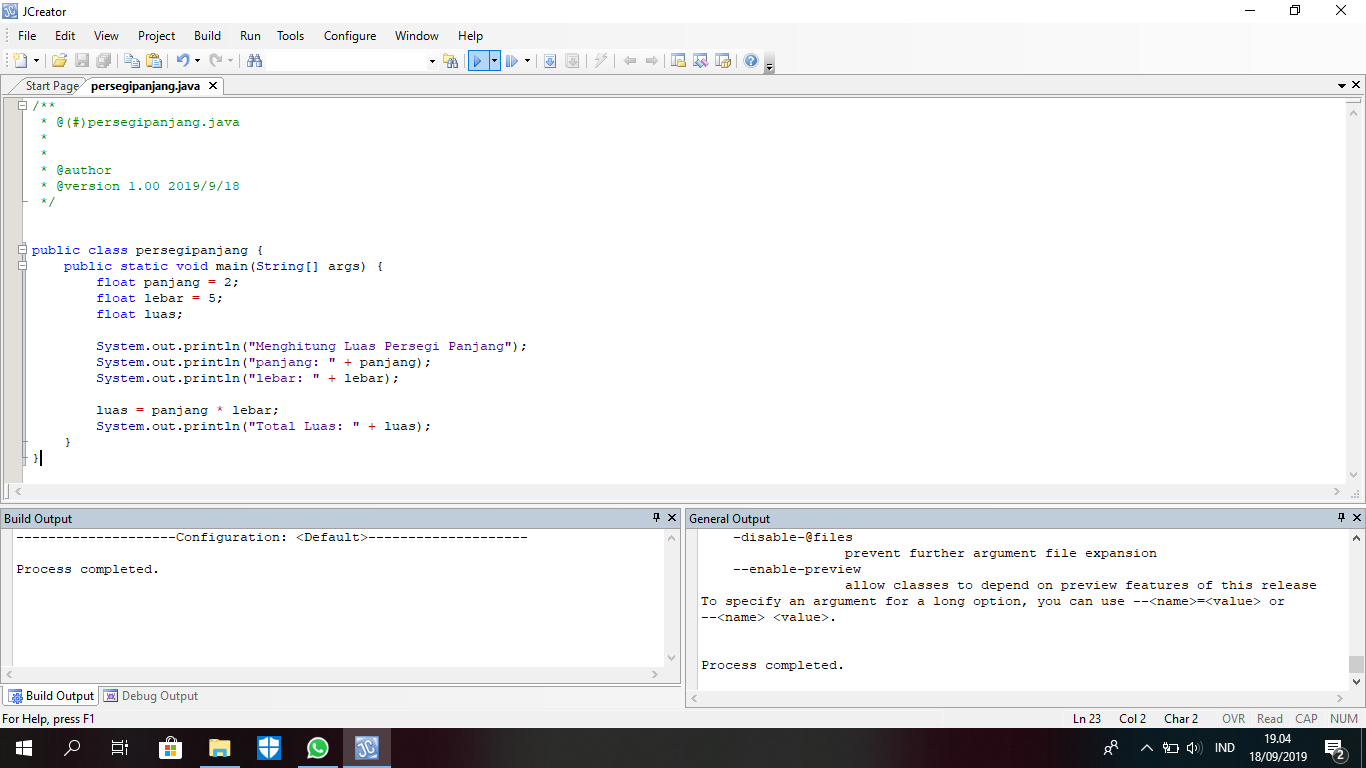 JCreator
File Edit View Project Build Run Tools Configure Window Help
Start Page persegipanjang.java
/**
 * @(#)persegipanjang.java
 *
 *
 * @author
 * @version 1.00 2019/9/18
 */
public class persegipanjang {
    public static void main(String[] args) {
        float panjang = 2;
        float lebar = 5;
        float luas;
        System.out.println("Menghitung Luas Persegi Panjang");
        System.out.println("panjang: " + panjang);
        System.out.println("lebar: " + lebar);
        luas = panjang * lebar;
        System.out.println("Total Luas: " + luas);
    }
}
Build Output
--------------------Configuration: <Default>--------------------
Process completed.
Build Output Debug Output
General Output
-disable-@files
prevent further argument file expansion
--enable-preview
allow classes to depend on preview features of this release
To specify an argument for a long option, you can use --<name>=<value> or
--<name> <value>.
Process completed.
For Help, press F1
Ln 23 Col 2 Char 2 OVR Read CAP NUM
JC
IND
19.04
18/09/2019
2